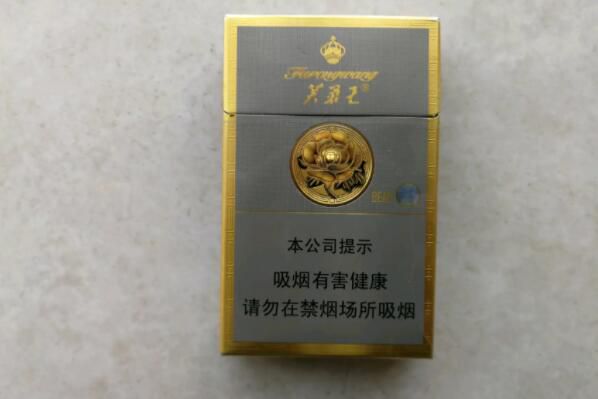 Furongwang
芙蓉王®
本公司提示
吸烟有害健康
请勿在禁烟场所吸烟